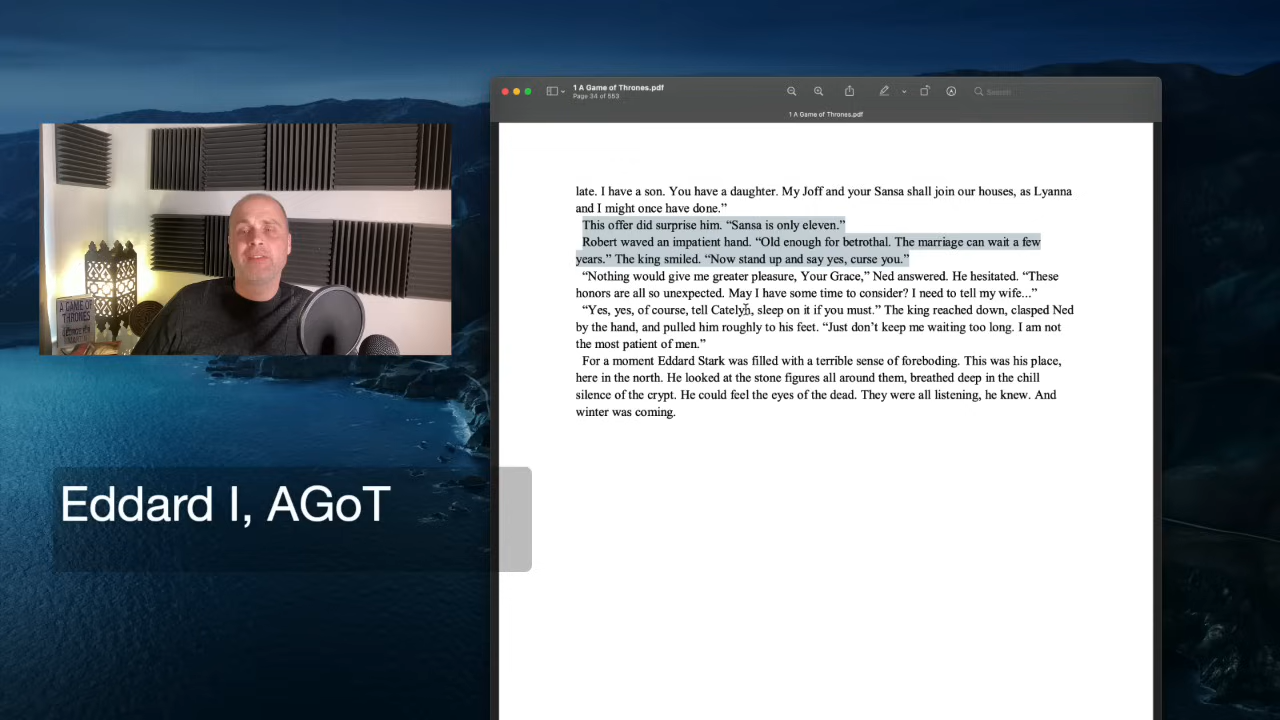 1 A Game of Thrones.pdf
Page 34 of 553
Search
1 A Game of Thrones.pdf
late. I have a son. You have a daughter. My Joff and your Sansa shall join our houses, as Lyanna
and I might once have done.”
This offer did surprise him. “Sansa is only eleven.”
Robert waved an impatient hand. “Old enough for betrothal. The marriage can wait a few
years.” The king smiled. “Now stand up and say yes, curse you.”
“Nothing would give me greater pleasure, Your Grace,” Ned answered. He hesitated. “These
honors are all so unexpected. May I have some time to consider? I need to tell my wife...”
“Yes, yes, of course, tell Catelyn, sleep on it if you must.” The king reached down, clasped Ned
by the hand, and pulled him roughly to his feet. “Just don’t keep me waiting too long. I am not
the most patient of men.”
For a moment Eddard Stark was filled with a terrible sense of foreboding. This was his place,
here in the north. He looked at the stone figures all around them, breathed deep in the chill
silence of the crypt. He could feel the eyes of the dead. They were all listening, he knew. And
winter was coming.
A GAME OF
THRONES
Eddard I, AGoT